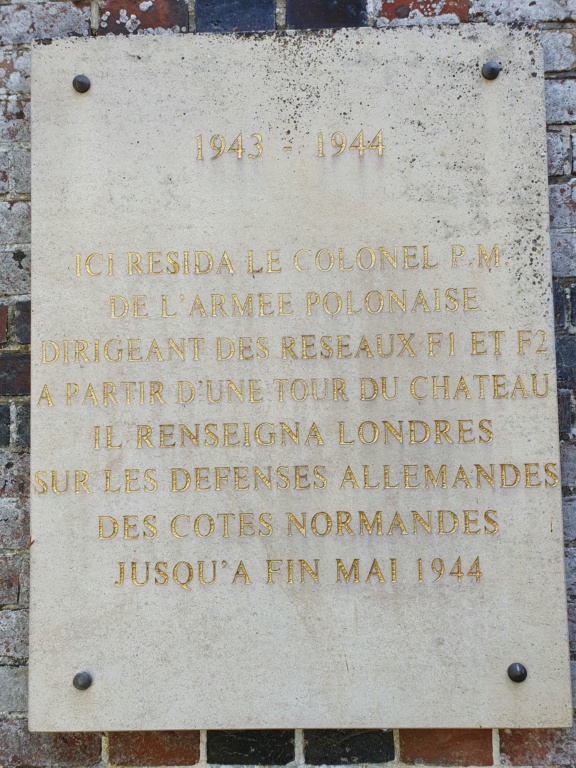 1943 - 1944
ICI RESIDA LE COLONEL P.M.
DE L'ARMEE POLONAISE
DIRIGEANT DES RESEAUX F1 ET F2
A PARTIR D'UNE TOUR DU CHATEAU
IL RENSEIGNA LONDRES
SUR LES DEFENSES ALLEMANDES
DES COTES NORMANDES
JUSQU'A FIN MAI 1944